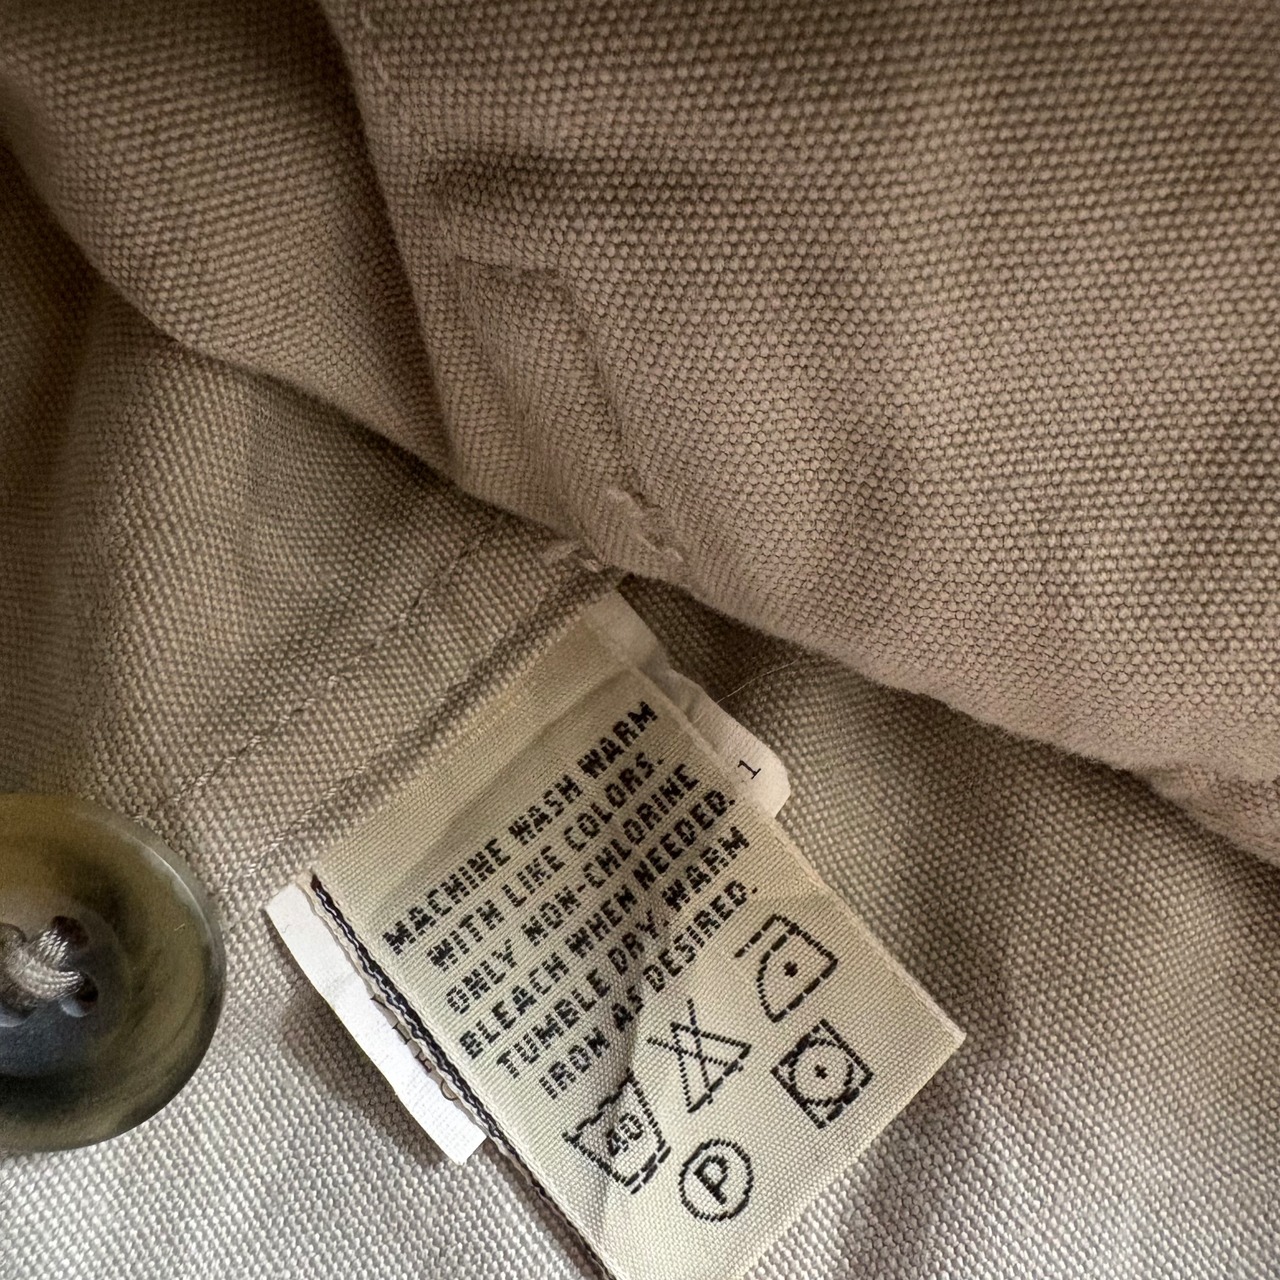 MACHINE WASH WARM
WITH LIKE COLORS.
ONLY NON-CHLORINE
BLEACH WHEN NEEDED.
TUMBLE DRY WARM
IRON AS DESIRED.
40
P
1